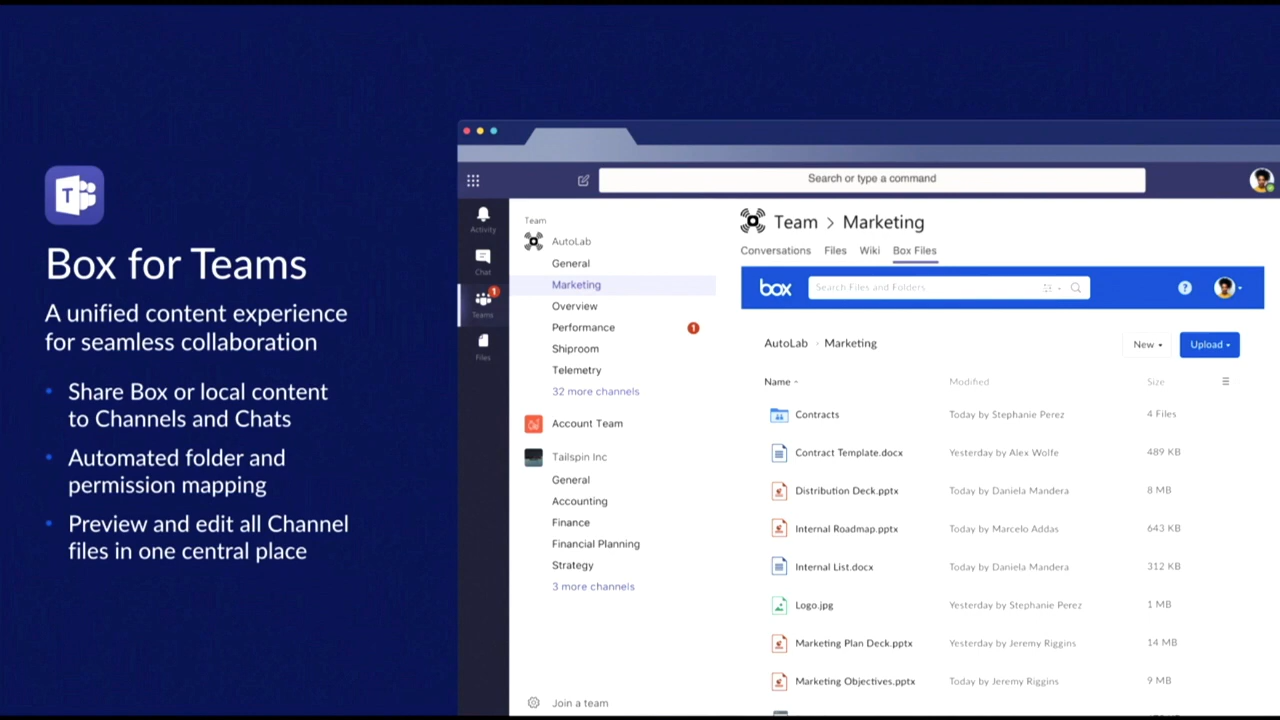 T
Box for Teams
A unified content experience
for seamless collaboration
• Share Box or local content
to Channels and Chats
• Automated folder and
permission mapping
• Preview and edit all Channel
files in one central place
Search or type a command
Activity
Chat
1
Teams
Files
Team
AutoLab
General
Marketing
Overview
Performance 1
Shiproom
Telemetry
32 more channels
Account Team
Tailspin Inc
General
Accounting
Finance
Financial Planning
Strategy
3 more channels
Join a team
Team > Marketing
Conversations Files Wiki Box Files
box Search Files and Folders ?
AutoLab > Marketing New Upload
Name Modified Size
Contracts Today by Stephanie Perez 4 Files
Contract Template.docx Yesterday by Alex Wolfe 489 KB
Distribution Deck.pptx Today by Daniela Mandera 8 MB
Internal Roadmap.pptx Today by Marcelo Addas 643 KB
Internal List.docx Today by Daniela Mandera 312 KB
Logo.jpg Yesterday by Stephanie Perez 1 MB
Marketing Plan Deck.pptx Yesterday by Jeremy Riggins 14 MB
Marketing Objectives.pptx Today by Jeremy Riggins 9 MB